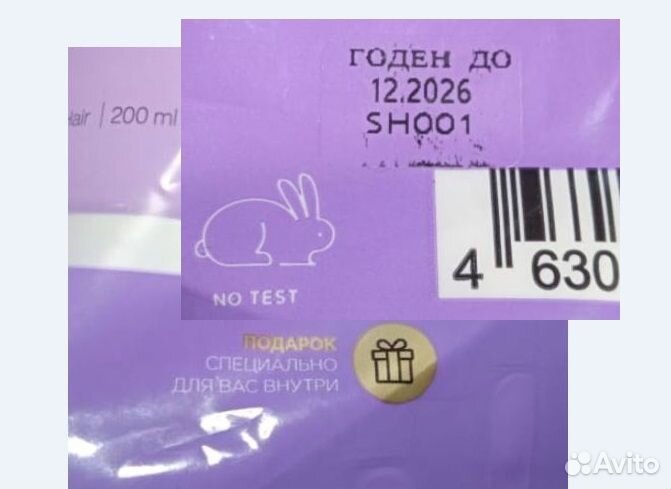 ГОДЕН ДО
12.2026
SH001
Hair | 200 ml
NO TEST
4 630
ПОДАРОК
СПЕЦИАЛЬНО
ДЛЯ ВАС ВНУТРИ
Avito